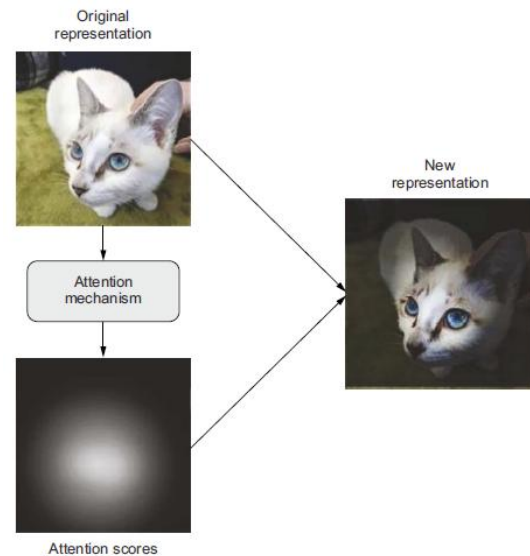 Original
representation
New
representation
Attention
mechanism
Attention scores